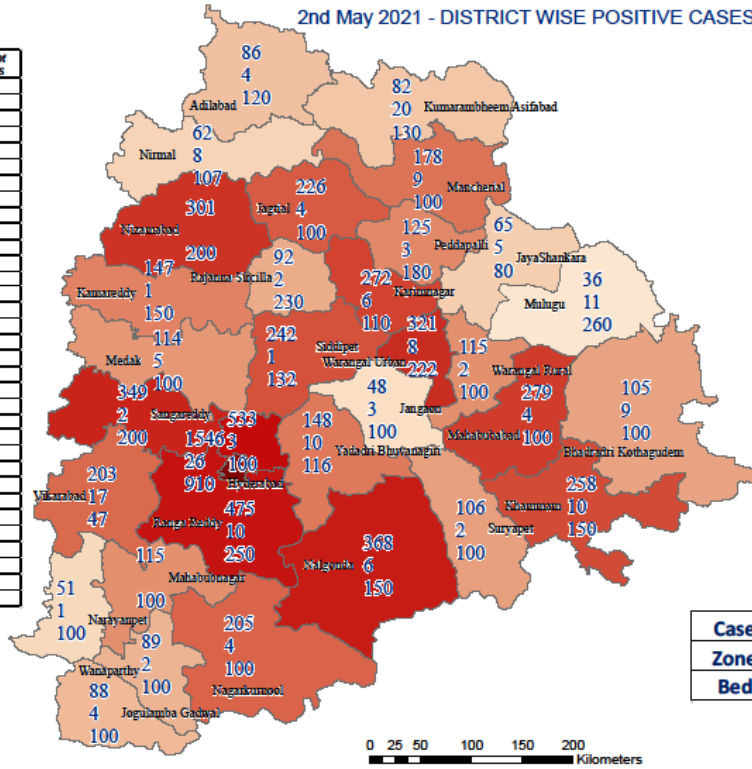 2nd May 2021 - DISTRICT WISE POSITIVE CASES
86
4
Adilabad 120
82
20 Kumarambheem Asifabad
130
62
Nirmal 8
107
178
9 Mancherial
100
301
Nizamabad
200
226
Jagtial 4
100
125
3 Peddapalli
180
65
5 JayaShankara
80
36
Mulugu 11
260
147
Kamareddy 1
150
92
Rajanna Sircilla 2
230
272
6 Karimnagar
110
114
Medak 5
100
242
1 Siddipet
132
321
Warangal Urban 8
222
115
2 Warangal Rural
100
349
2 Sangareddy
200
533
3
100
48
3 Jangaon
100
279
Mahabubabad 4
100
105
9
100
Bhadradri Kothagudem
1546
26
910 Hyderabad
148
10
116
Yadadri Bhuvanagiri
203
Vikarabad 17
47
Ranga Reddy 475
10
250
368
Nalgonda 6
150
106
2 Suryapet
100
258
Khammam 10
150
115
Mahabubnagar
100
51
1
100 Narayanpet
205
4
100
Nagarkurnool
89
2
100
Wanaparthy
88
4
100
Jogulamba Gadwal
Case
Zone
Bed
0 25 50 100 150 200
Kilometers